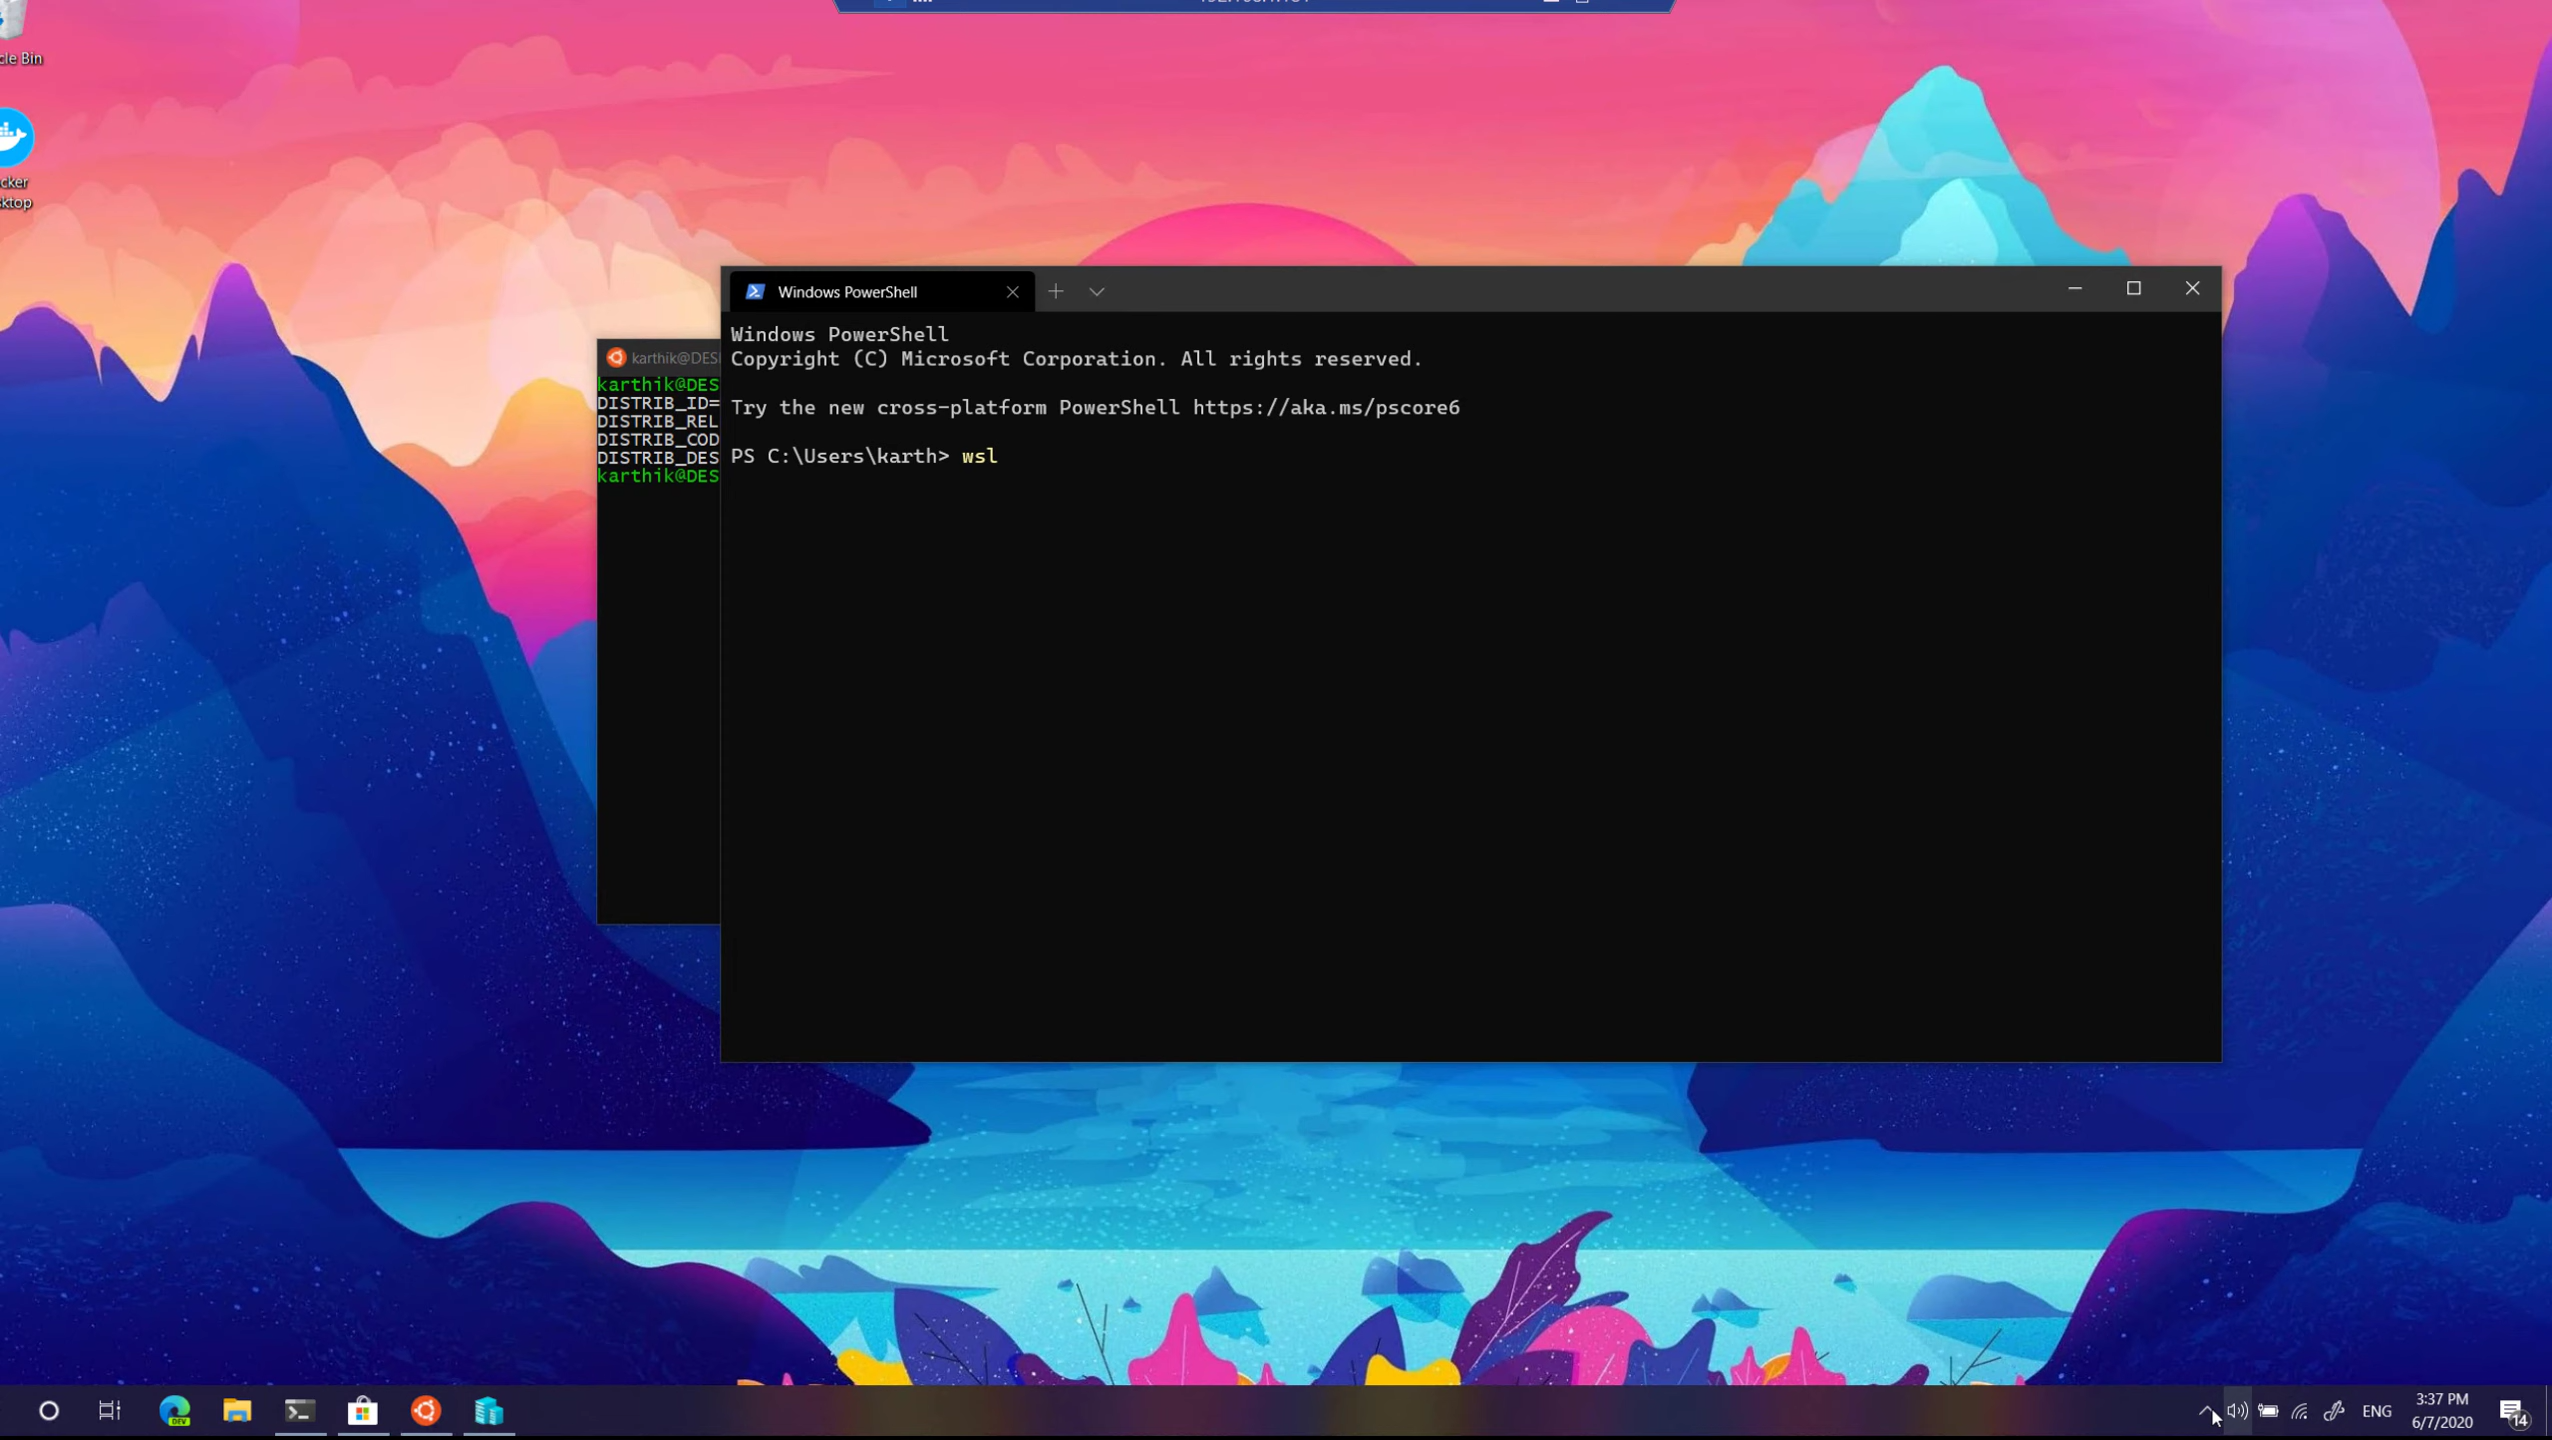 cle Bin
cker
ktop
Windows PowerShell
Windows PowerShell
Copyright (C) Microsoft Corporation. All rights reserved.
Try the new cross-platform PowerShell https://aka.ms/pscore6
PS C:\Users\karth> wsl
karthik@DES
karthik@DES
DISTRIB_ID=
DISTRIB_REL
DISTRIB_COD
DISTRIB_DES
karthik@DES
DEV
ENG
3:37 PM
6/7/2020
14